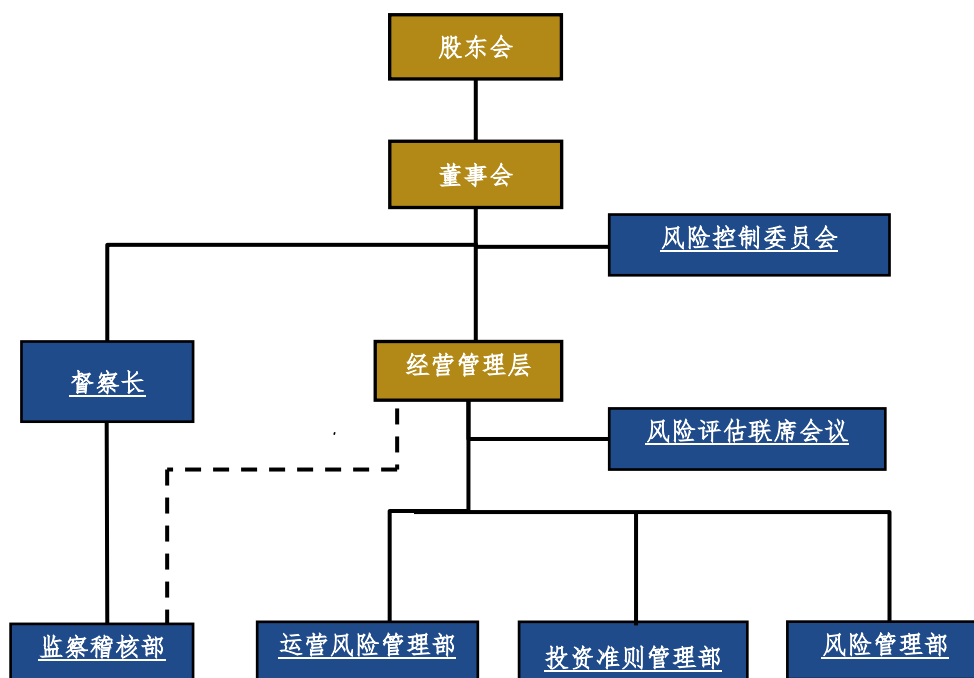 股东会
董事会
风险控制委员会
督察长
经营管理层
风险评估联席会议
监察稽核部
运营风险管理部
投资准则管理部
风险管理部